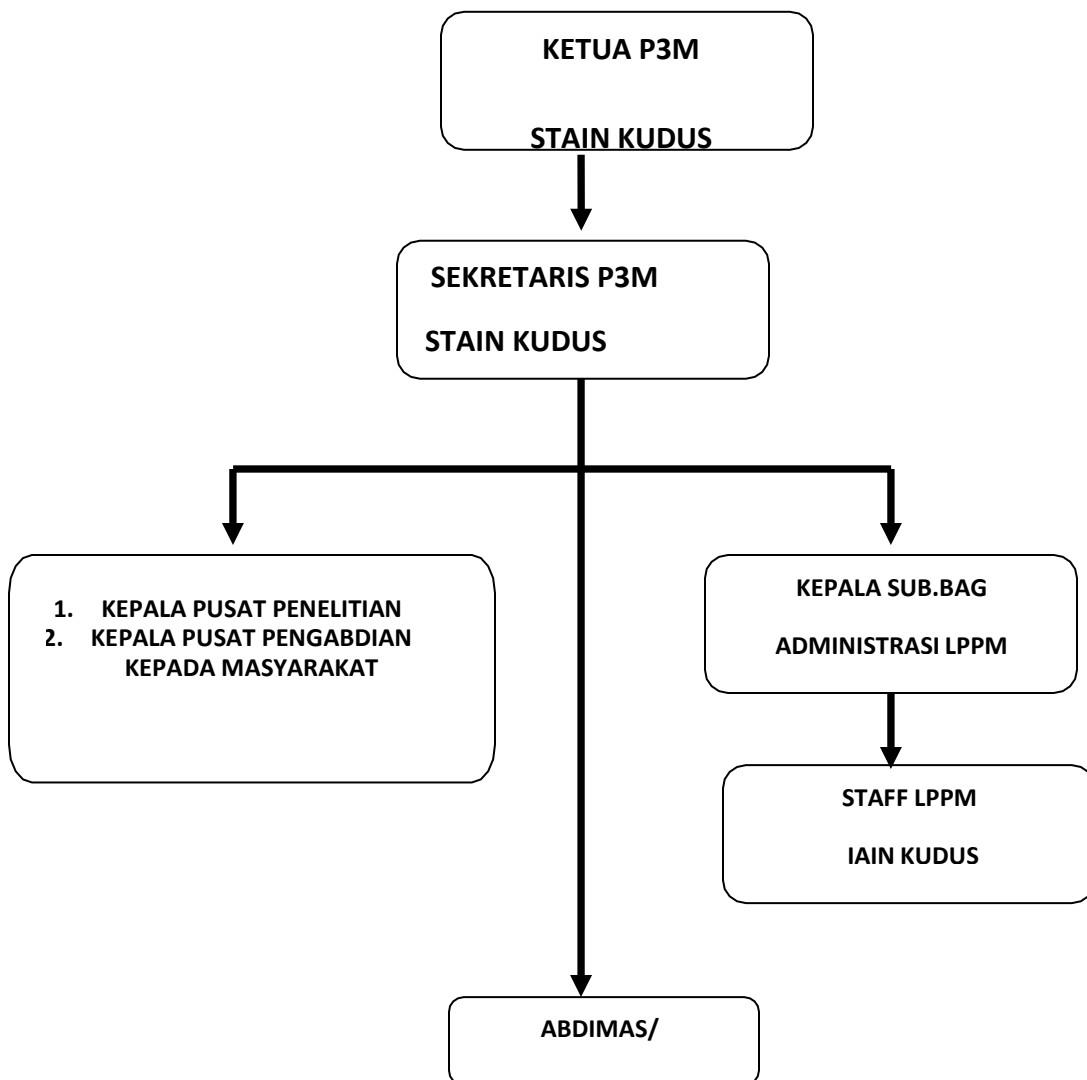 KETUA P3M
STAIN KUDUS
SEKRETARIS P3M
STAIN KUDUS
1. KEPALA PUSAT PENELITIAN
2. KEPALA PUSAT PENGABDIAN
KEPADA MASYARAKAT
KEPALA SUB.BAG
ADMINISTRASI LPPM
STAFF LPPM
IAIN KUDUS
ABDIMAS/